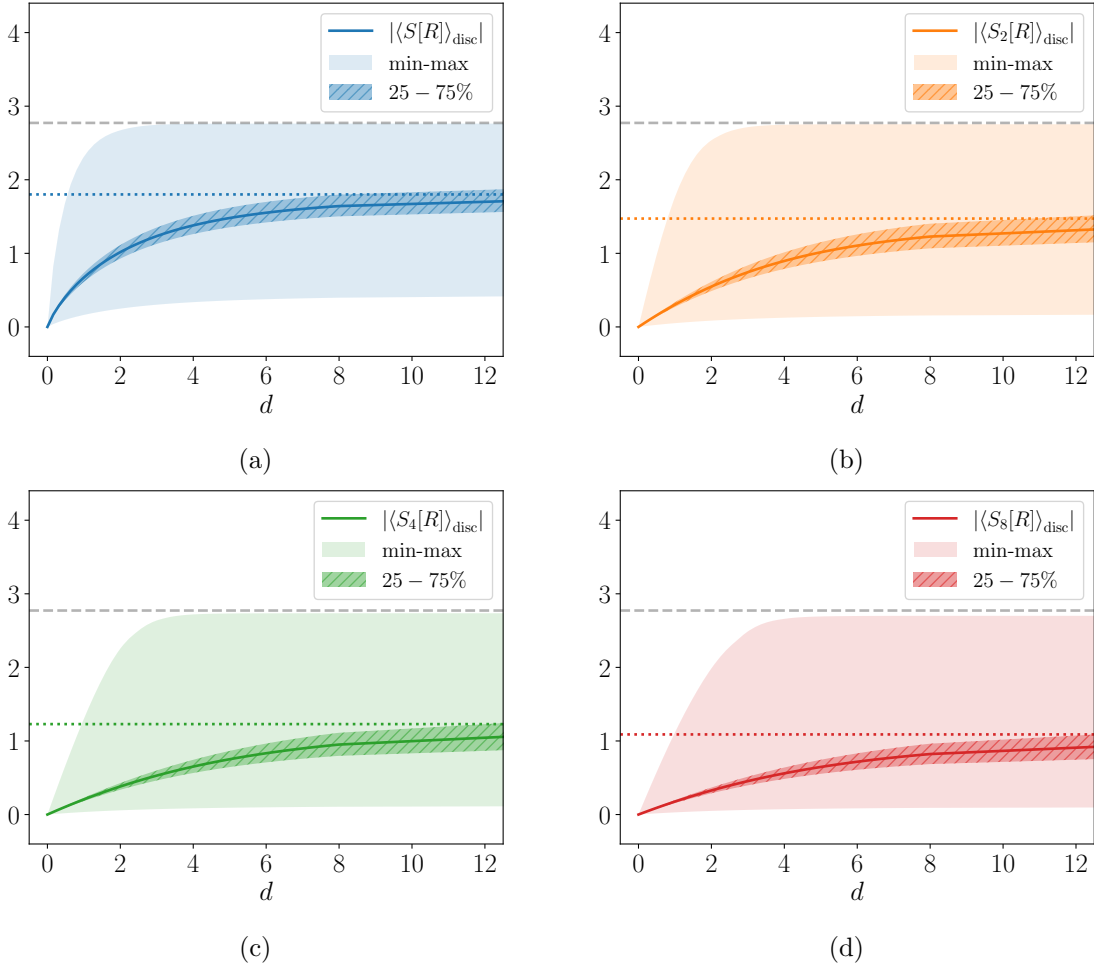 4
3
2
1
0
|⟨S[R]⟩disc|
min-max
25 − 75%
0 2 4 6 8 10 12
d
(a)
4
3
2
1
0
|⟨S₂[R]⟩disc|
min-max
25 − 75%
0 2 4 6 8 10 12
d
(b)
4
3
2
1
0
|⟨S₄[R]⟩disc|
min-max
25 − 75%
0 2 4 6 8 10 12
d
(c)
4
3
2
1
0
|⟨S₈[R]⟩disc|
min-max
25 − 75%
0 2 4 6 8 10 12
d
(d)